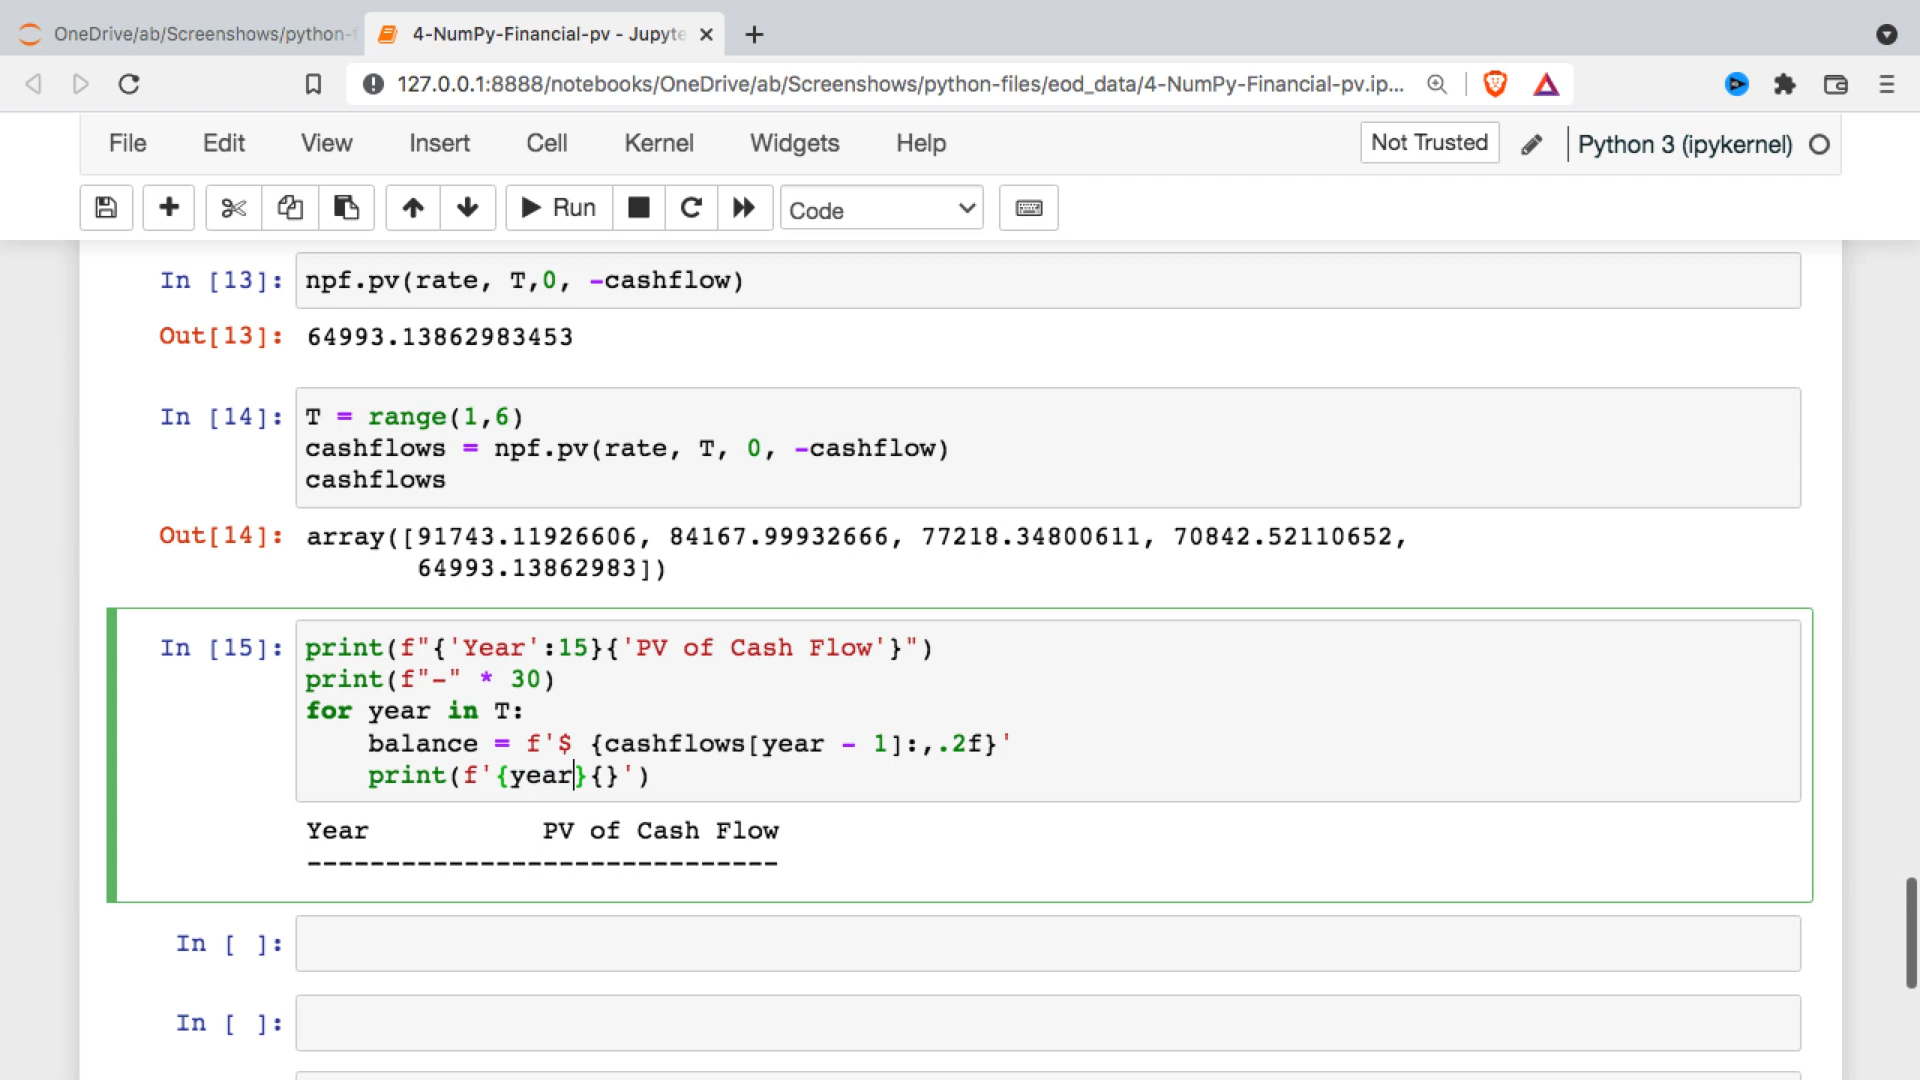 OneDrive/ab/Screenshows/python-f
4-NumPy-Financial-pv - Jupyte
127.0.0.1:8888/notebooks/OneDrive/ab/Screenshows/python-files/eod_data/4-NumPy-Financial-pv.ip...
File Edit View Insert Cell Kernel Widgets Help Not Trusted Python 3 (ipykernel)
Run Code
In [13]: npf.pv(rate, T,0, -cashflow)
Out[13]: 64993.13862983453
In [14]: T = range(1,6)
cashflows = npf.pv(rate, T, 0, -cashflow)
cashflows
Out[14]: array([91743.11926606, 84167.99932666, 77218.34800611, 70842.52110652,
64993.13862983])
In [15]: print(f"{'Year':15}{'PV of Cash Flow'}")
print(f"-" * 30)
for year in T:
balance = f'$ {cashflows[year - 1]:,.2f}'
print(f'{year}{}')
Year PV of Cash Flow
------------------------------
In [ ]:
In [ ]: